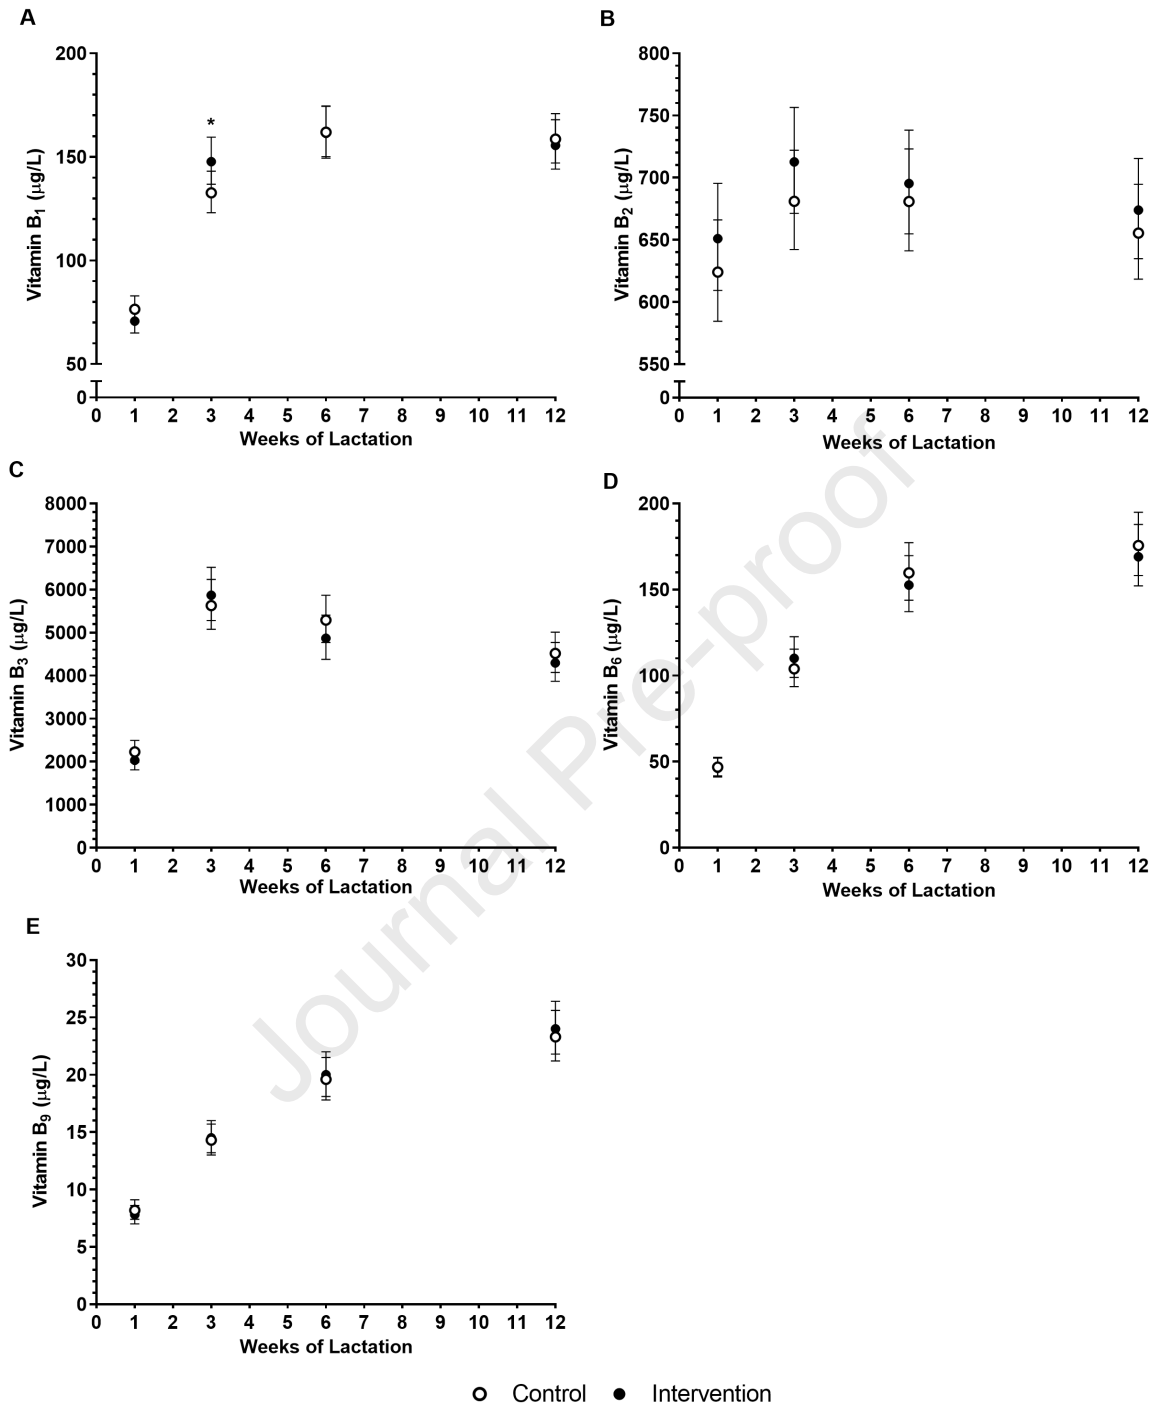 A
200
150
100
50
0
*
Vitamin B1 (μg/L)
0 1 2 3 4 5 6 7 8 9 10 11 12
Weeks of Lactation
B
800
750
700
650
600
550
0
Vitamin B2 (μg/L)
0 1 2 3 4 5 6 7 8 9 10 11 12
Weeks of Lactation
C
8000
7000
6000
5000
4000
3000
2000
1000
0
Vitamin B3 (μg/L)
0 1 2 3 4 5 6 7 8 9 10 11 12
Weeks of Lactation
D
200
150
100
50
0
Vitamin B6 (μg/L)
0 1 2 3 4 5 6 7 8 9 10 11 12
Weeks of Lactation
E
30
25
20
15
10
5
0
Vitamin B9 (μg/L)
0 1 2 3 4 5 6 7 8 9 10 11 12
Weeks of Lactation
Control Intervention
Journal Pre-proof